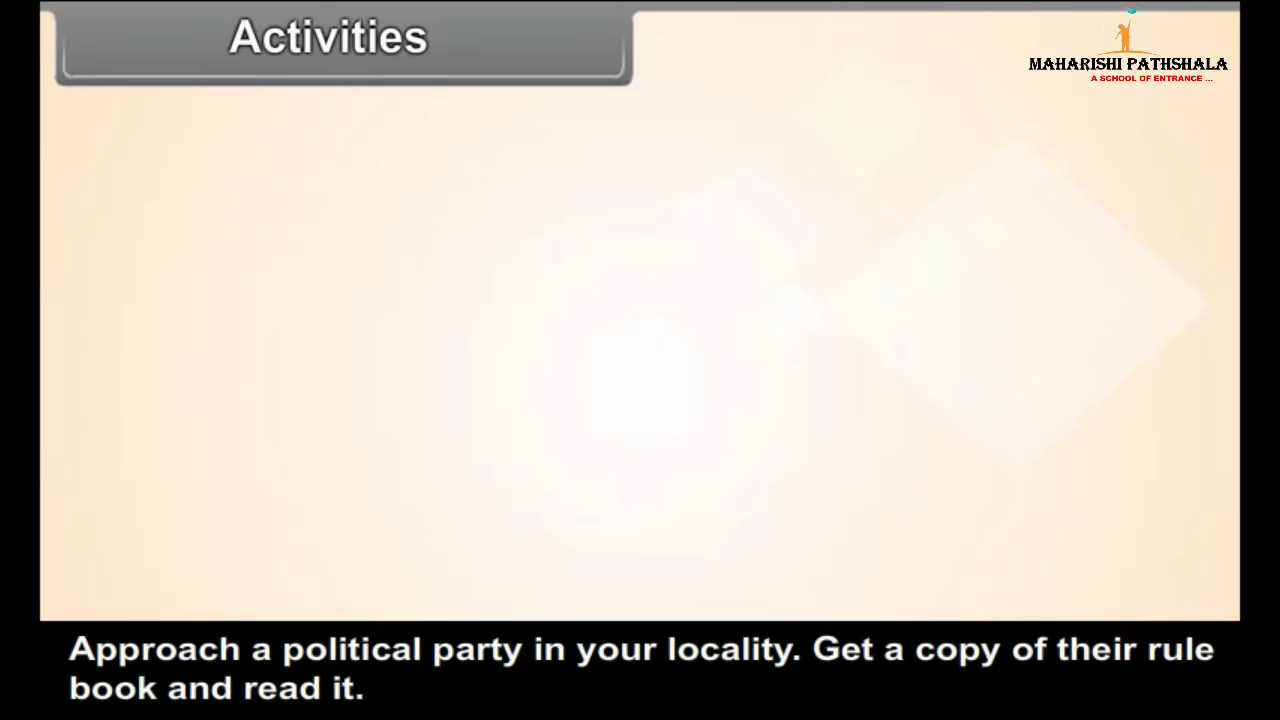 Activities
MAHARISHI PATHSHALA
A SCHOOL OF ENTRANCE ...
Approach a political party in your locality. Get a copy of their rule
book and read it.